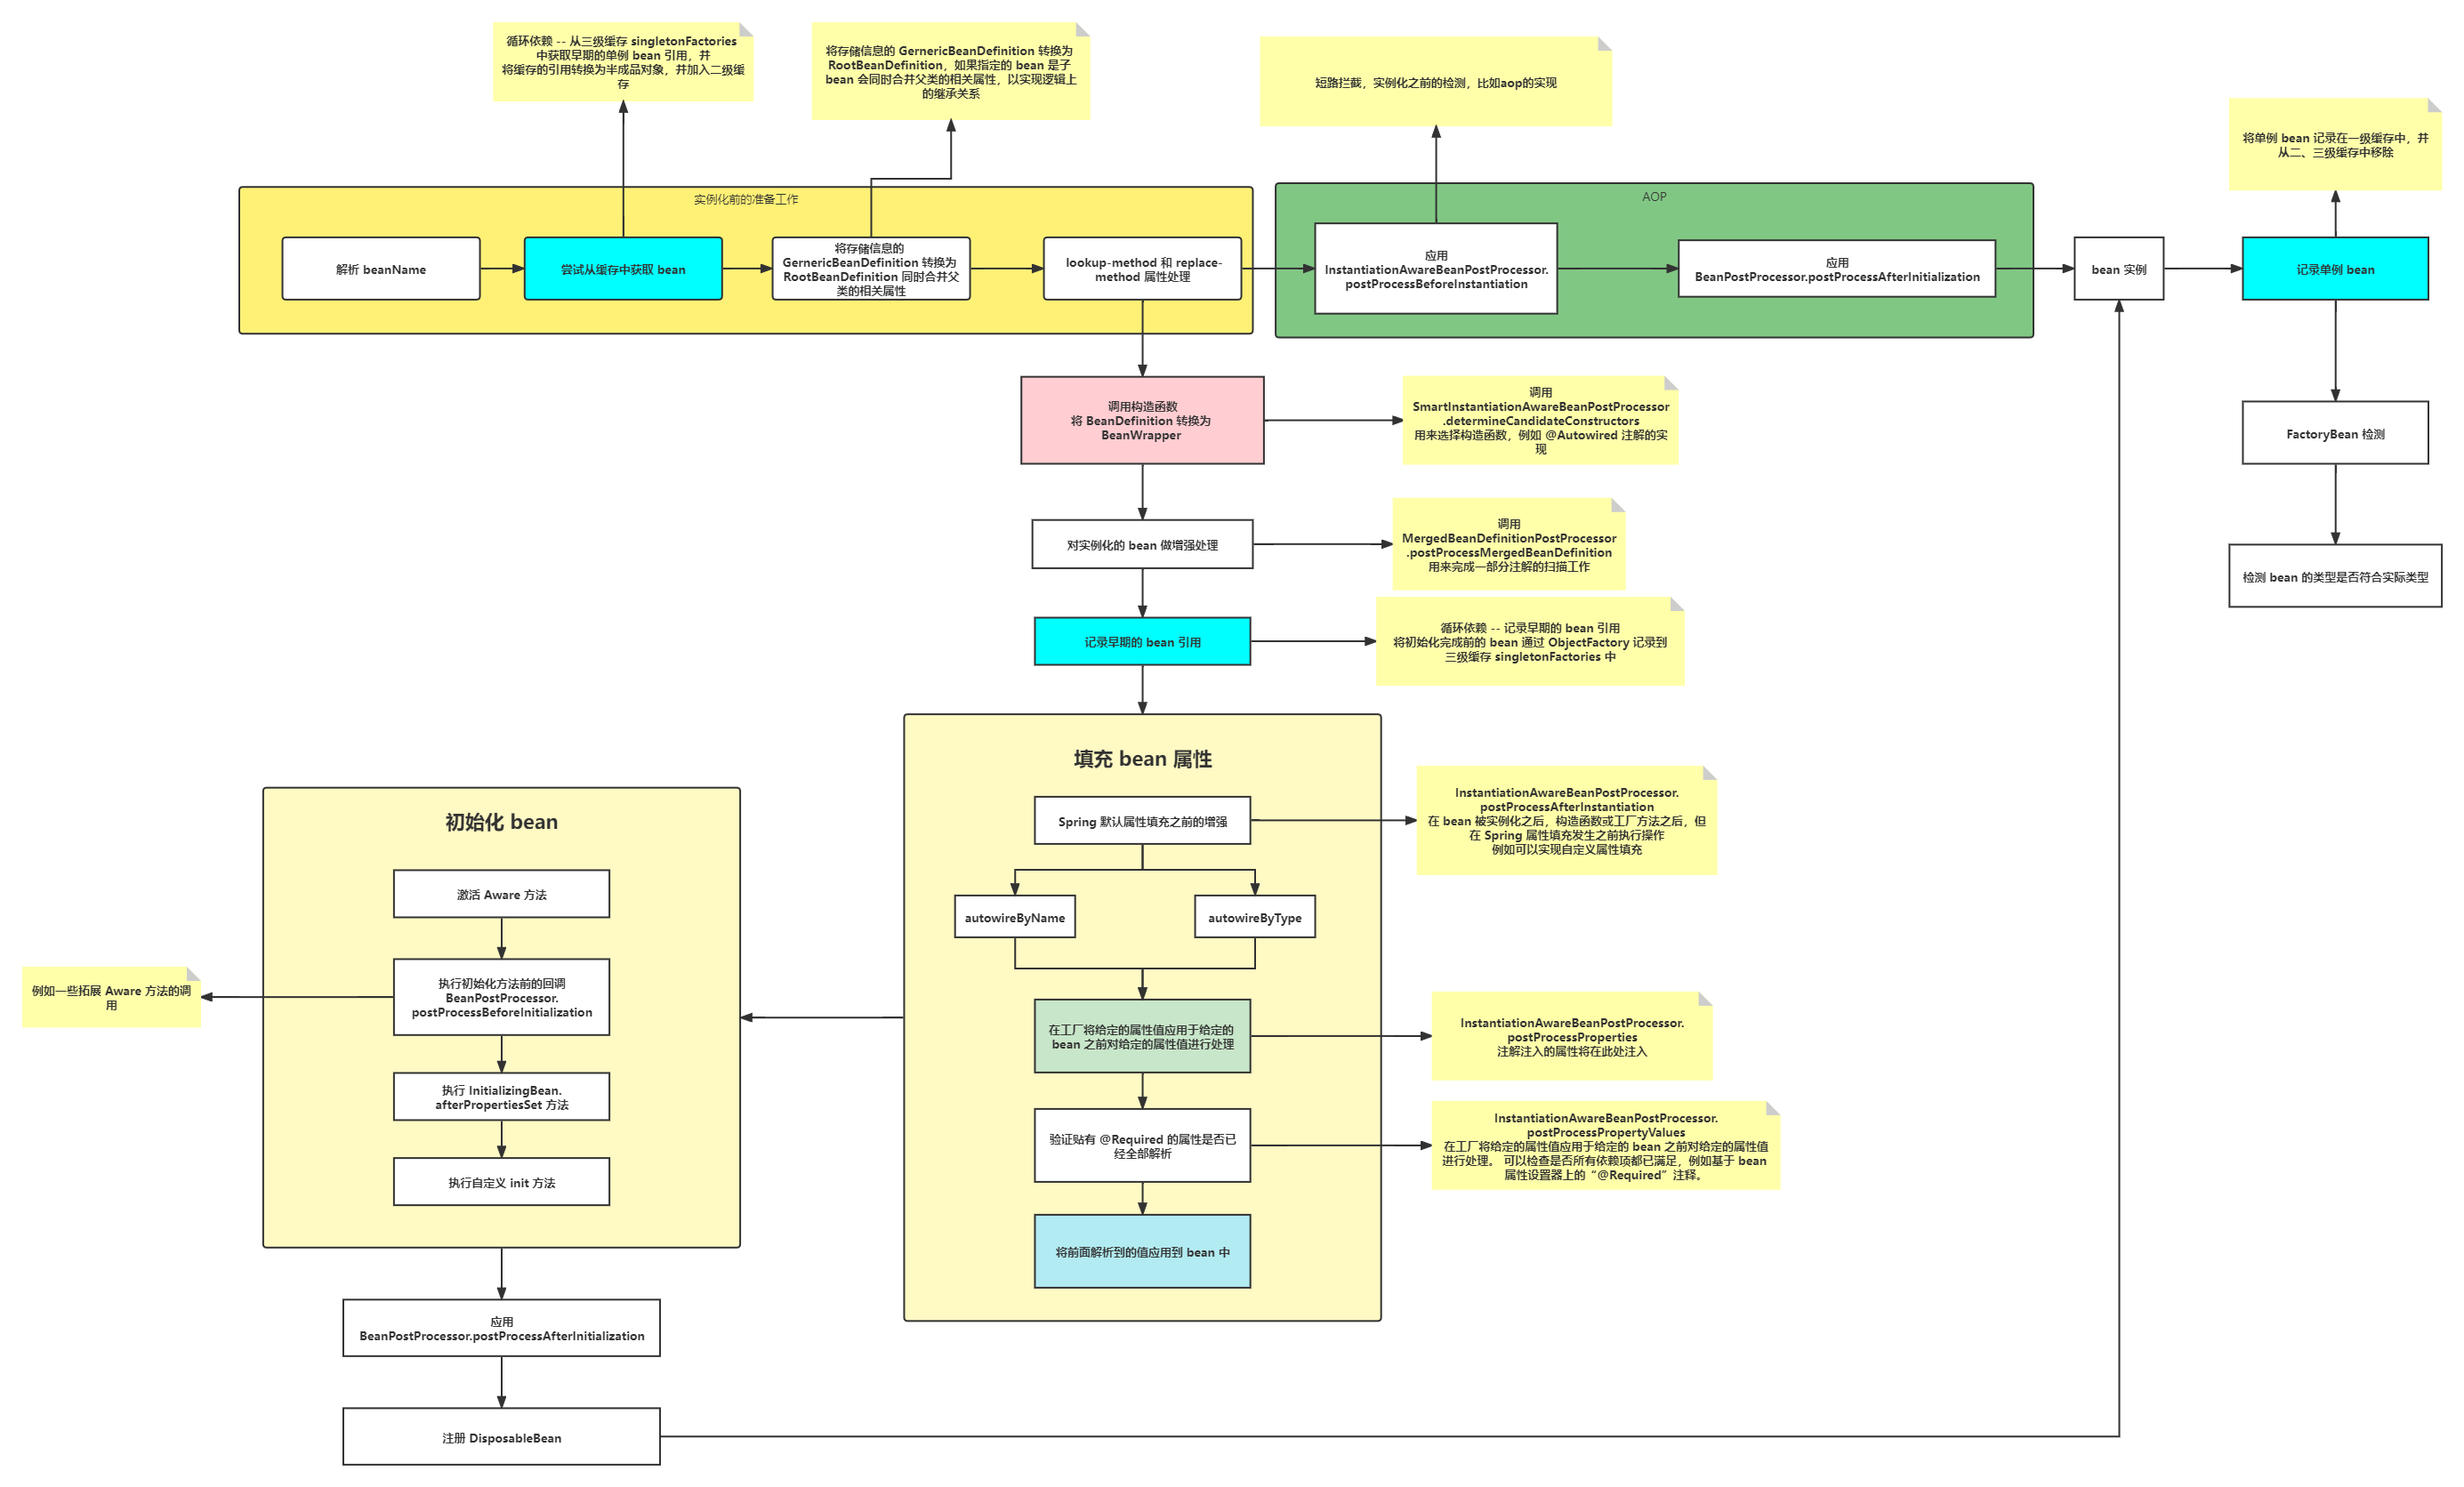 循环依赖 -- 从三级缓存 singletonFactories
中获取早期的单例 bean 引用，并
将缓存的引用转换为半成品对象，并加入二级缓
存
将存储信息的 GernericBeanDefinition 转换为
RootBeanDefinition，如果指定的 bean 是子
bean 会同时合并父类的相关属性，以实现逻辑上
的继承关系
短路拦截，实例化之前的检测，比如aop的实现
将单例 bean 记录在一级缓存中，并
从二、三级缓存中移除
实例化前的准备工作
解析 beanName
尝试从缓存中获取 bean
将存储信息的
GernericBeanDefinition 转换为
RootBeanDefinition 同时合并父
类的相关属性
lookup-method 和 replace-
method 属性处理
AOP
应用
InstantiationAwareBeanPostProcessor.
postProcessBeforeInstantiation
应用
BeanPostProcessor.postProcessAfterInitialization
bean 实例
记录单例 bean
FactoryBean 检测
检测 bean 的类型是否符合实际类型
调用构造函数
将 BeanDefinition 转换为
BeanWrapper
调用
SmartInstantiationAwareBeanPostProcessor
.determineCandidateConstructors
用来选择构造函数，例如 @Autowired 注解的实
现
对实例化的 bean 做增强处理
调用
MergedBeanDefinitionPostProcessor
.postProcessMergedBeanDefinition
用来完成一部分注解的扫描工作
记录早期的 bean 引用
循环依赖 -- 记录早期的 bean 引用
将初始化完成前的 bean 通过 ObjectFactory 记录到
三级缓存 singletonFactories 中
填充 bean 属性
Spring 默认属性填充之前的增强
InstantiationAwareBeanPostProcessor.
postProcessAfterInstantiation
在 bean 被实例化之后，构造函数或工厂方法之后，但
在 Spring 属性填充发生之前执行操作
例如可以实现自定义属性填充
autowireByName
autowireByType
在工厂将给定的属性值应用于给定的
bean 之前对给定的属性值进行处理
InstantiationAwareBeanPostProcessor.
postProcessProperties
注解注入的属性将在此处注入
验证贴有 @Required 的属性是否已
经全部解析
InstantiationAwareBeanPostProcessor.
postProcessPropertyValues
在工厂将给定的属性值应用于给定的 bean 之前对给定的属性值
进行处理。 可以检查是否所有依赖项都已满足，例如基于 bean
属性设置器上的“@Required”注释。
将前面解析到的值应用到 bean 中
初始化 bean
激活 Aware 方法
执行初始化方法前的回调
BeanPostProcessor.
postProcessBeforeInitialization
例如一些拓展 Aware 方法的调
用
执行 InitializingBean.
afterPropertiesSet 方法
执行自定义 init 方法
应用
BeanPostProcessor.postProcessAfterInitialization
注册 DisposableBean